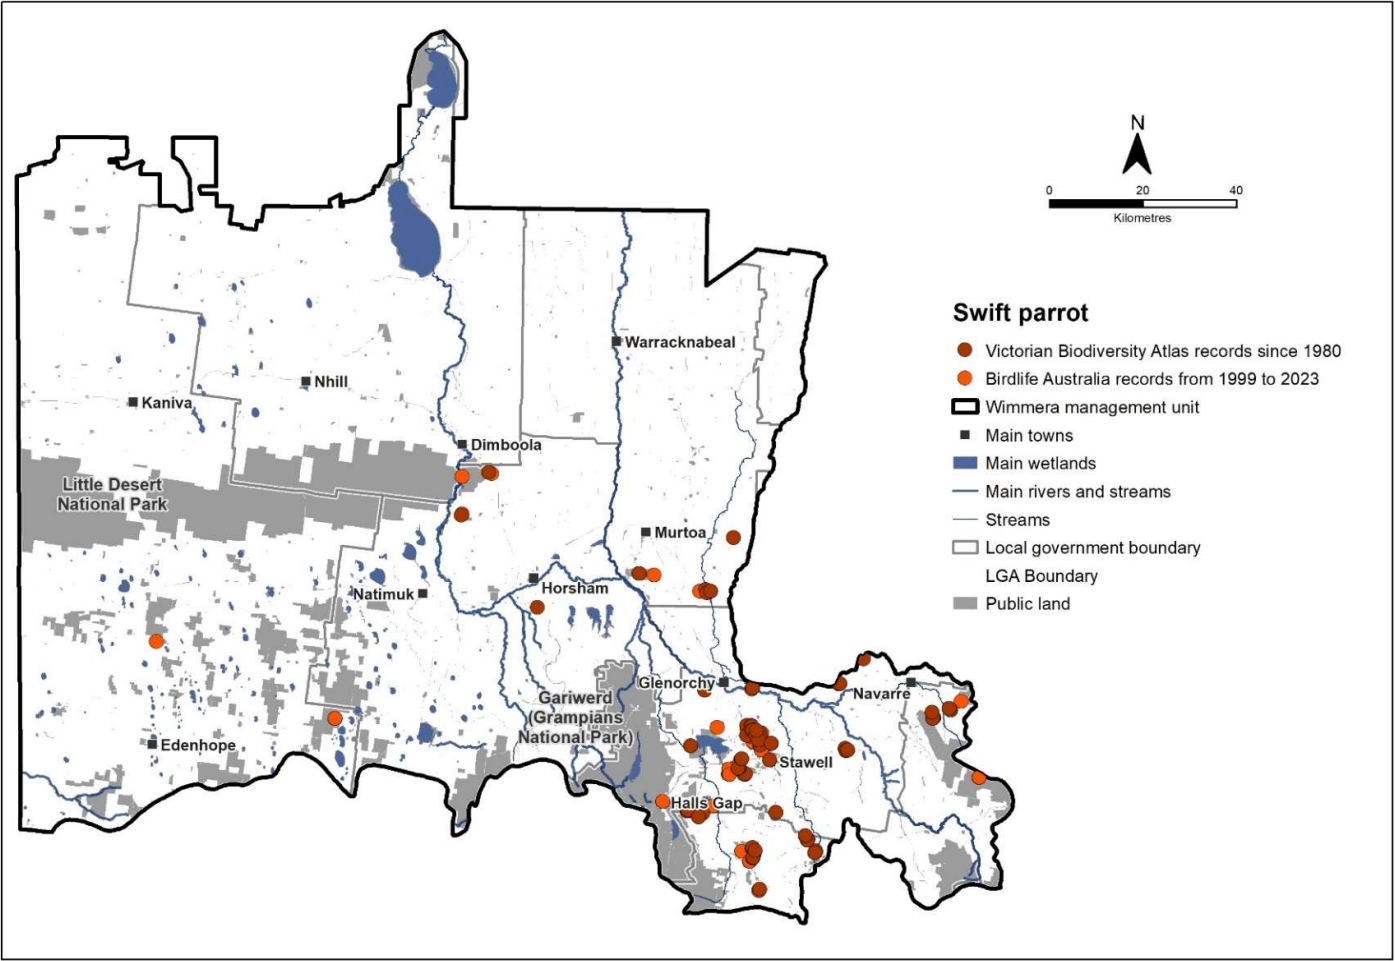 N
0 20 40
Kilometres
Swift parrot
Victorian Biodiversity Atlas records since 1980
Birdlife Australia records from 1999 to 2023
Wimmera management unit
Main towns
Main wetlands
Main rivers and streams
Streams
Local government boundary
LGA Boundary
Public land
Warracknabeal
Nhill
Kaniva
Dimboola
Little Desert
National Park
Murtoa
Horsham
Natimuk
Glenorchy
Navarre
Gariwerd
(Grampians
National Park)
Edenhope
Stawell
Halls Gap